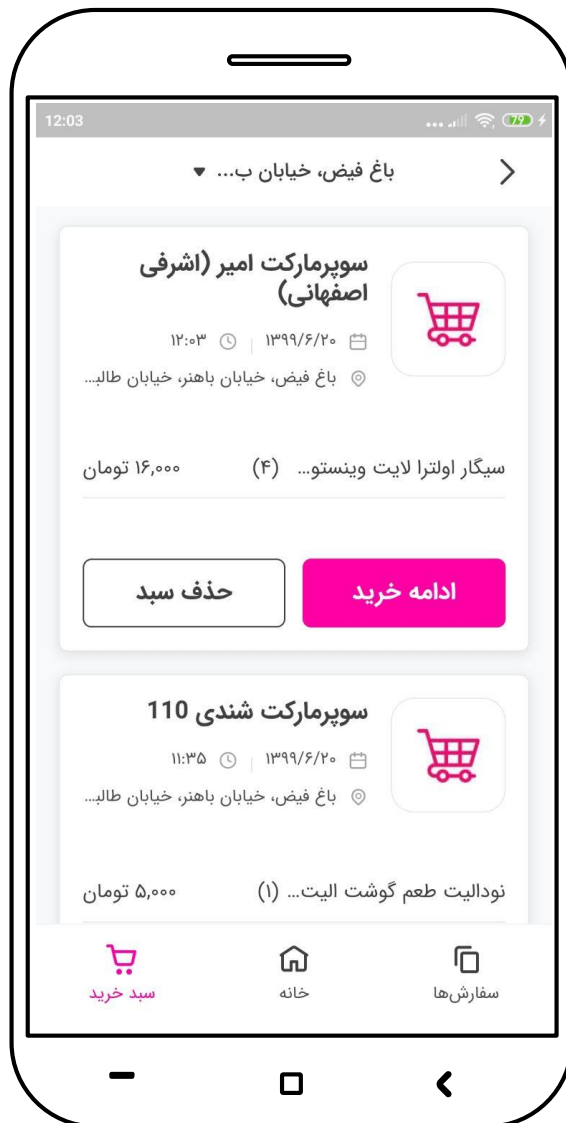 12:03
79
باغ فیض، خیابان ب...
سوپرمارکت امیر (اشرفی
اصفهانی)
۱۳۹۹/۶/۲۰ ۱۲:۰۳
باغ فیض، خیابان باهنر، خیابان طالبـ...
سیگار اولترا لایت وینستو... (۴) ۱۶,۰۰۰ تومان
ادامه خرید حذف سبد
سوپرمارکت شندی 110
۱۳۹۹/۶/۲۰ ۱۱:۳۵
باغ فیض، خیابان باهنر، خیابان طالبـ...
نودالیت طعم گوشت الیت... (۱) ۵,۰۰۰ تومان
سفارش‌ها خانه سبد خرید